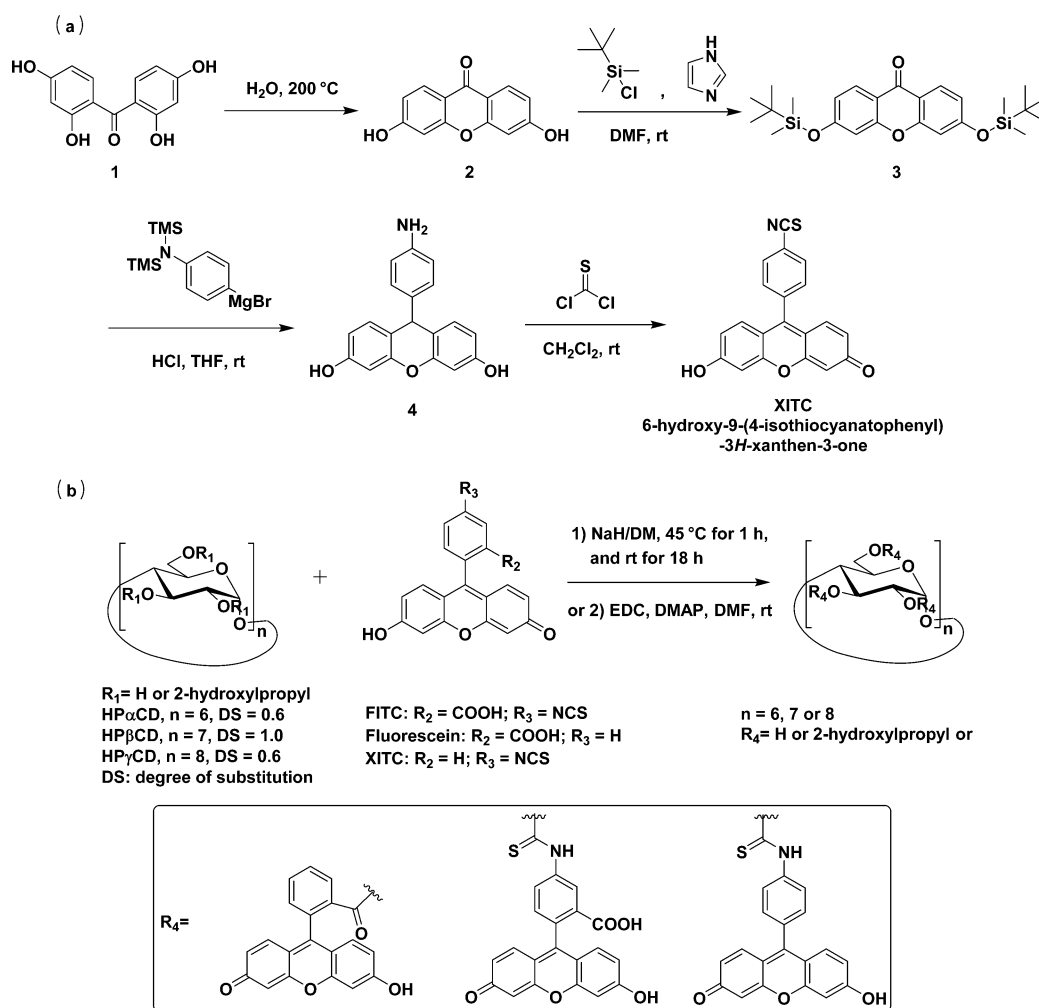 (a)
HO
OH
OH
O
OH
1
H₂O, 200 °C
O
HO
O
OH
2
Si
Cl
,
H
N
N
DMF, rt
O
Si
O
O
O
Si
3
TMS
N
TMS
MgBr
HCl, THF, rt
NH₂
HO
O
OH
4
S
Cl
Cl
CH₂Cl₂, rt
NCS
HO
O
O
XITC
6-hydroxy-9-(4-isothiocyanatophenyl)
-3H-xanthen-3-one
(b)
OR₁
O
R₁O
OR₁
O
n
+
R₃
R₂
HO
O
O
1) NaH/DM, 45 °C for 1 h,
and rt for 18 h
or 2) EDC, DMAP, DMF, rt
OR₄
O
R₄O
OR₄
O
n
R₁= H or 2-hydroxylpropyl
HPαCD, n = 6, DS = 0.6
HPβCD, n = 7, DS = 1.0
HPγCD, n = 8, DS = 0.6
DS: degree of substitution
FITC: R₂ = COOH; R₃ = NCS
Fluorescein: R₂ = COOH; R₃ = H
XITC: R₂ = H; R₃ = NCS
n = 6, 7 or 8
R₄= H or 2-hydroxylpropyl or
R₄=
O
O
O
OH
S
NH
COOH
O
O
OH
S
NH
O
O
OH